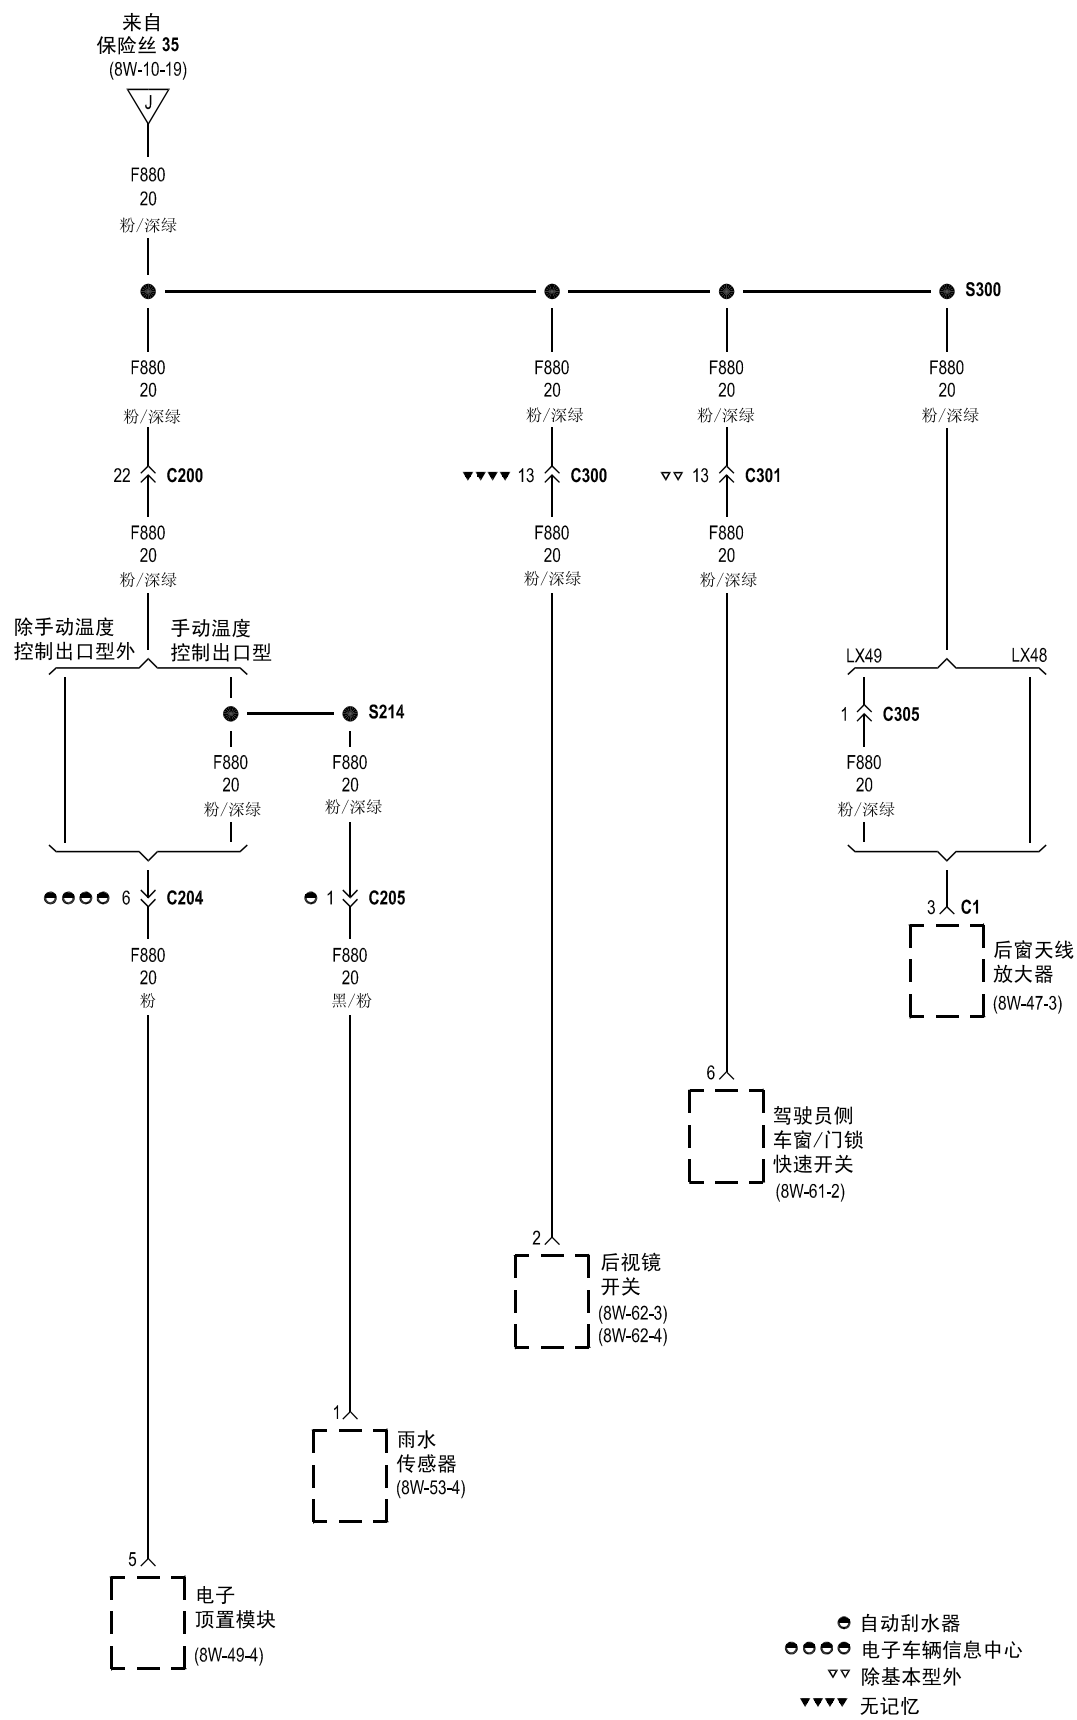 来自
保险丝 35
(8W-10-19)
J
F880
20
粉/深绿
S300
F880
20
粉/深绿
F880
20
粉/深绿
F880
20
粉/深绿
F880
20
粉/深绿
22 C200
13 C300
13 C301
F880
20
粉/深绿
F880
20
粉/深绿
F880
20
粉/深绿
除手动温度
控制出口型外
手动温度
控制出口型
LX49
LX48
S214
1 C305
F880
20
粉/深绿
F880
20
粉/深绿
F880
20
粉/深绿
6 C204
1 C205
3 C1
F880
20
粉
F880
20
黑/粉
后窗天线
放大器
(8W-47-3)
6
驾驶员侧
车窗/门锁
快速开关
(8W-61-2)
2
后视镜
开关
(8W-62-3)
(8W-62-4)
1
雨水
传感器
(8W-53-4)
5
电子
顶置模块
(8W-49-4)
自动刮水器
电子车辆信息中心
除基本型外
无记忆